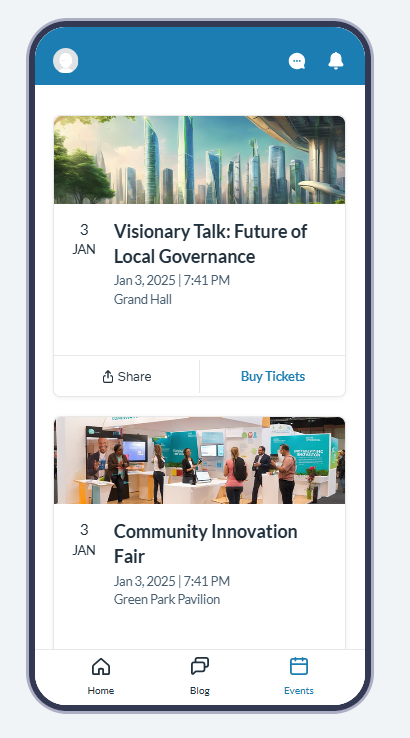 3
JAN
Visionary Talk: Future of
Local Governance
Jan 3, 2025 | 7:41 PM
Grand Hall
Share
Buy Tickets
3
JAN
Community Innovation
Fair
Jan 3, 2025 | 7:41 PM
Green Park Pavilion
Home
Blog
Events